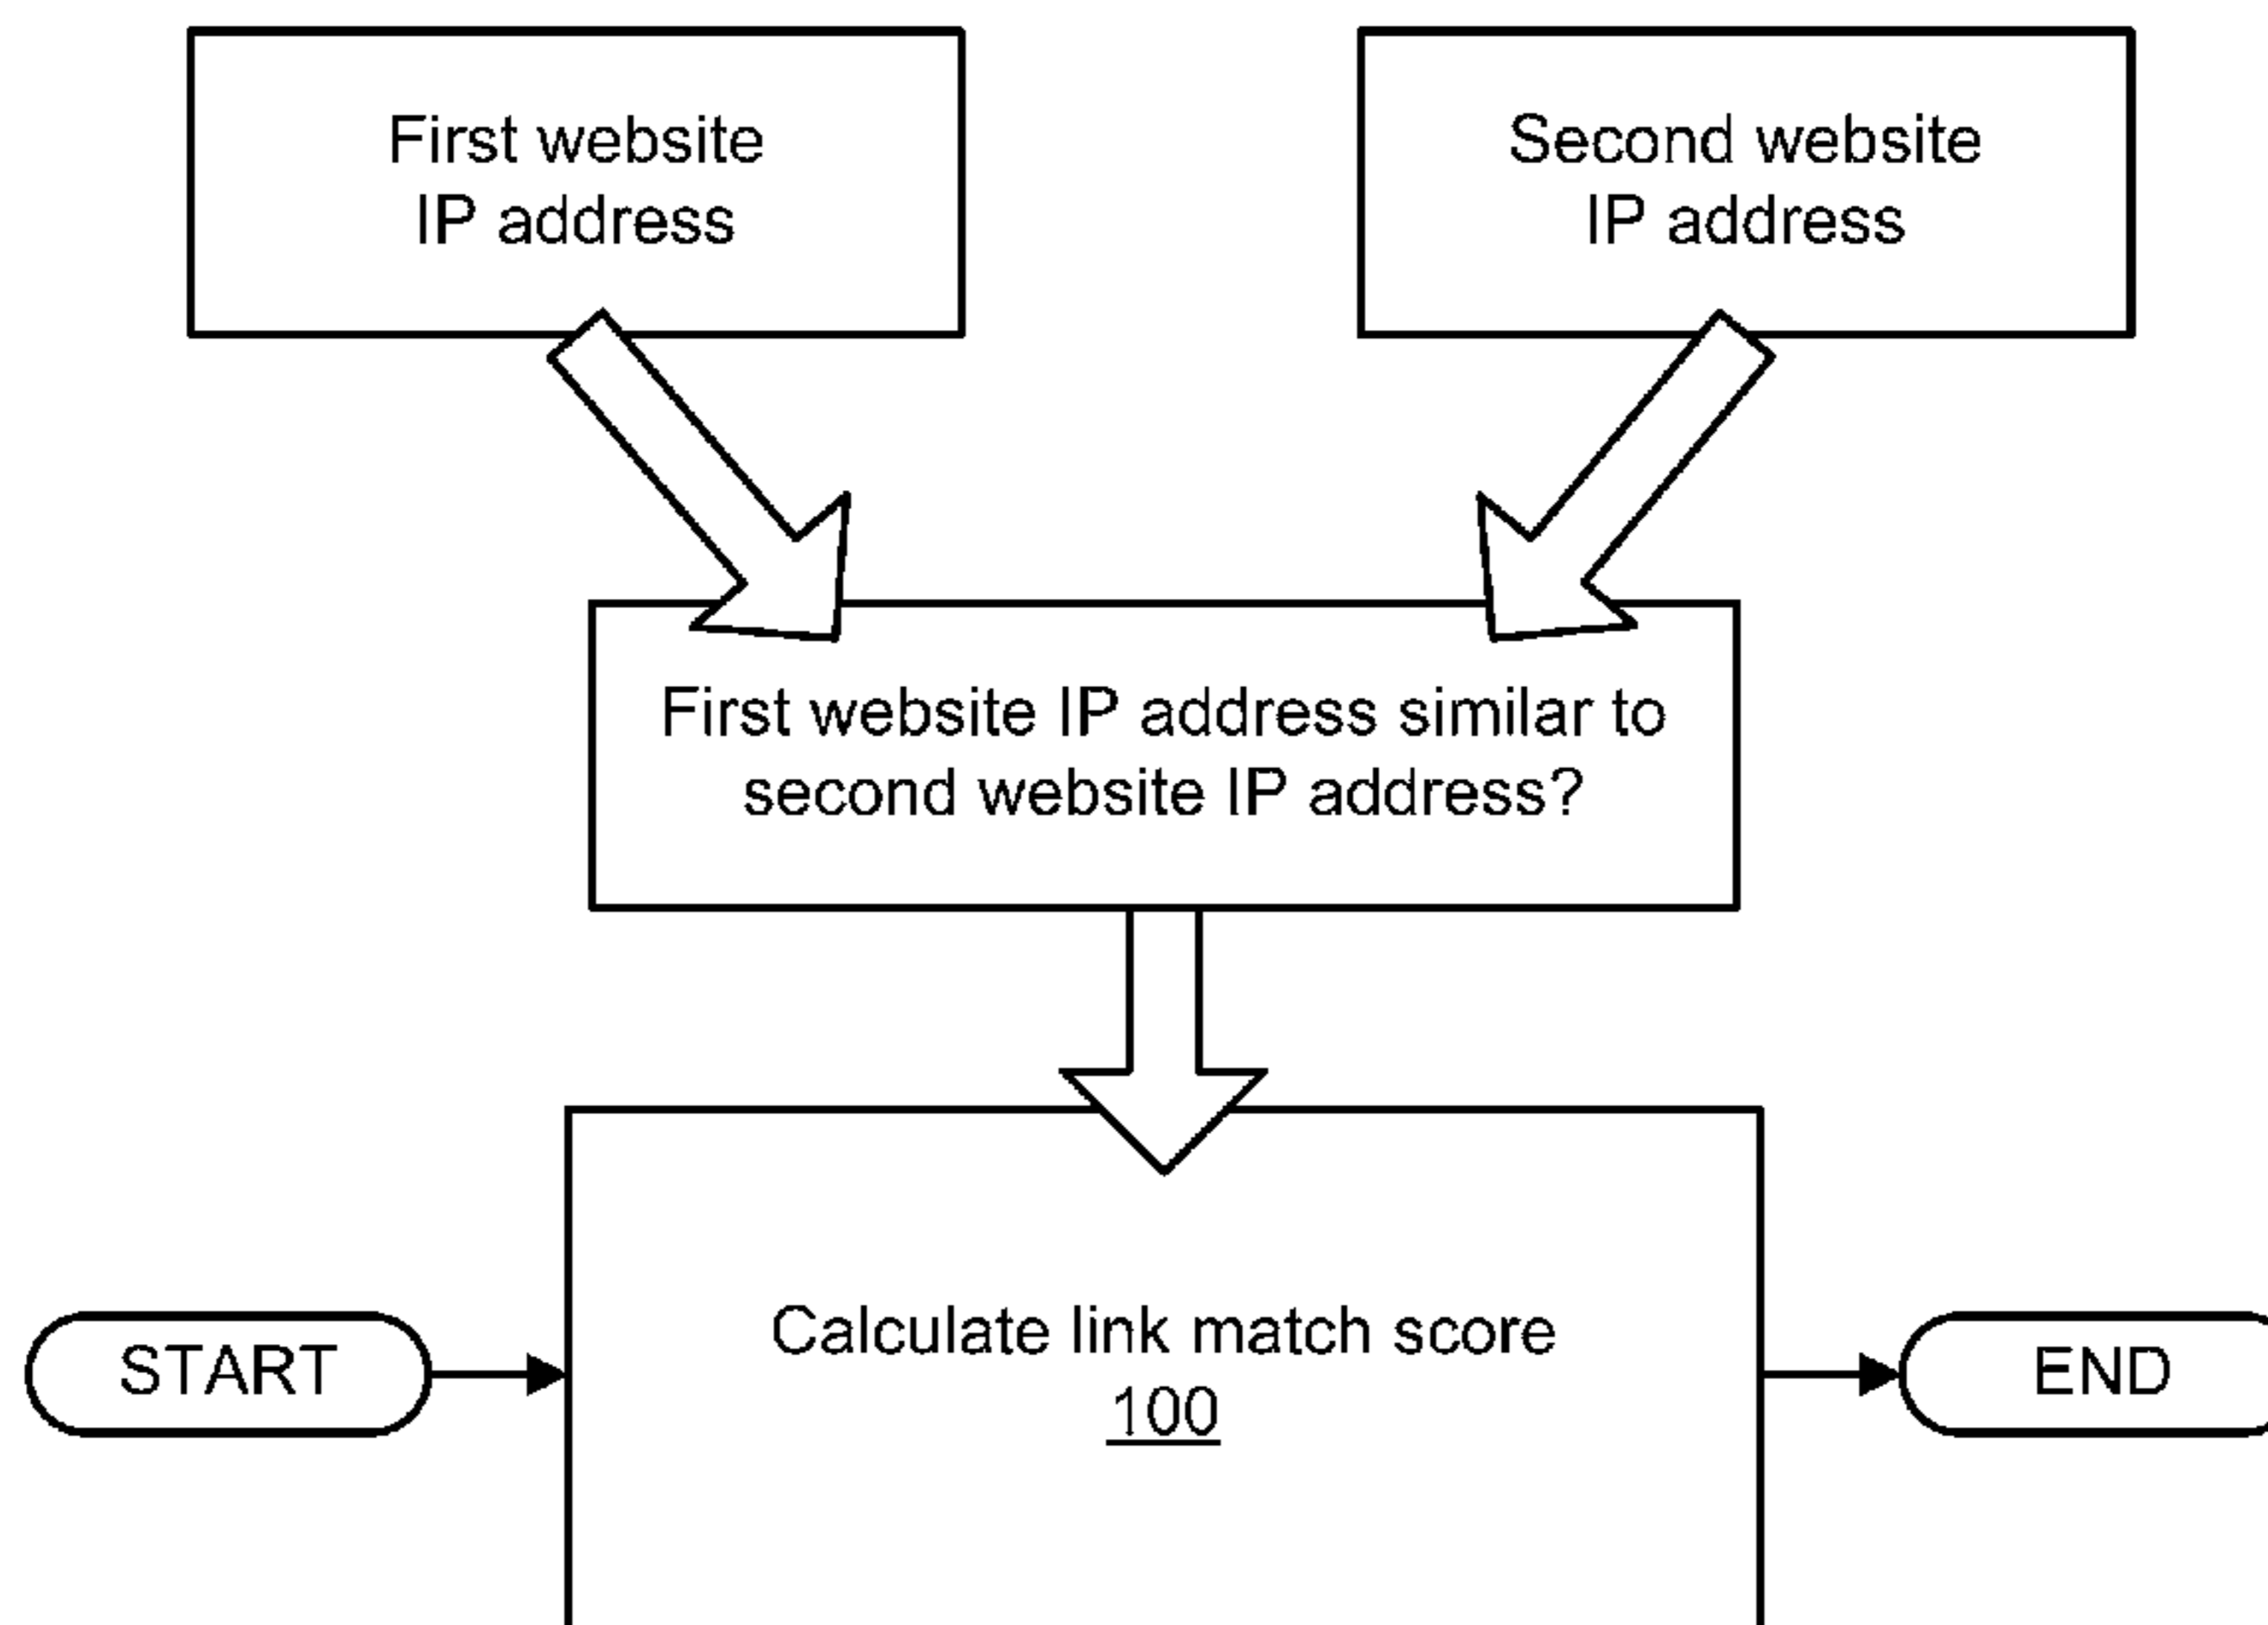 First website
IP address
Second website
IP address
First website IP address similar to
second website IP address?
Calculate link match score
100
START
END